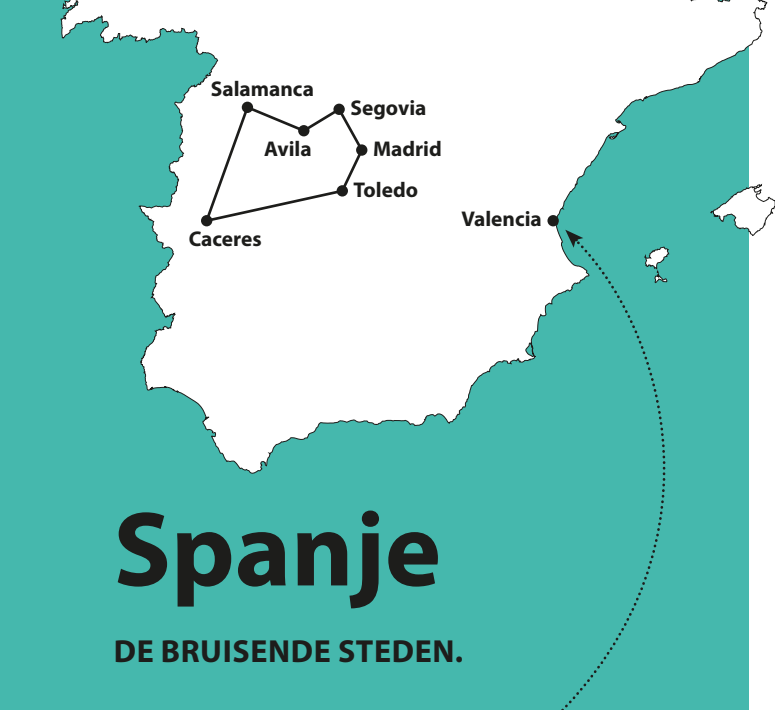 Salamanca
Segovia
Avila
Madrid
Toledo
Valencia
Caceres
Spanje
DE BRUISENDE STEDEN.